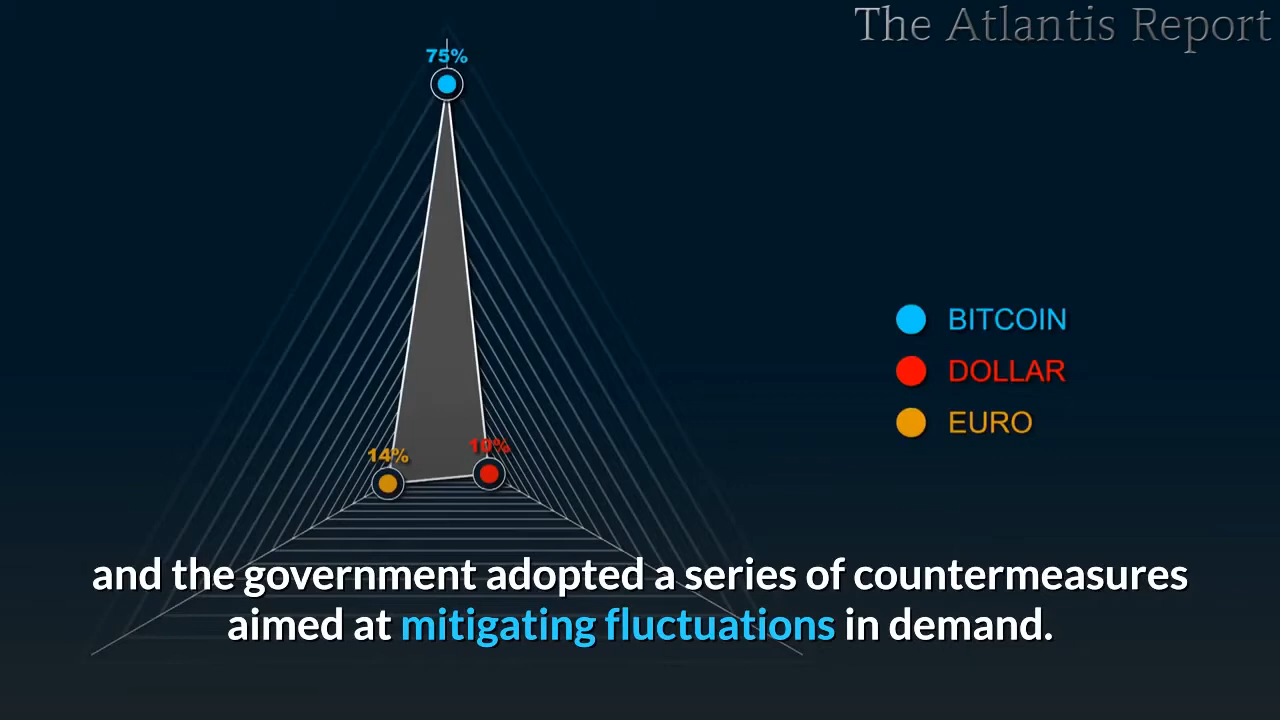 The Atlantis Report
75%
BITCOIN
DOLLAR
EURO
14%
10%
and the government adopted a series of countermeasures
aimed at mitigating fluctuations in demand.